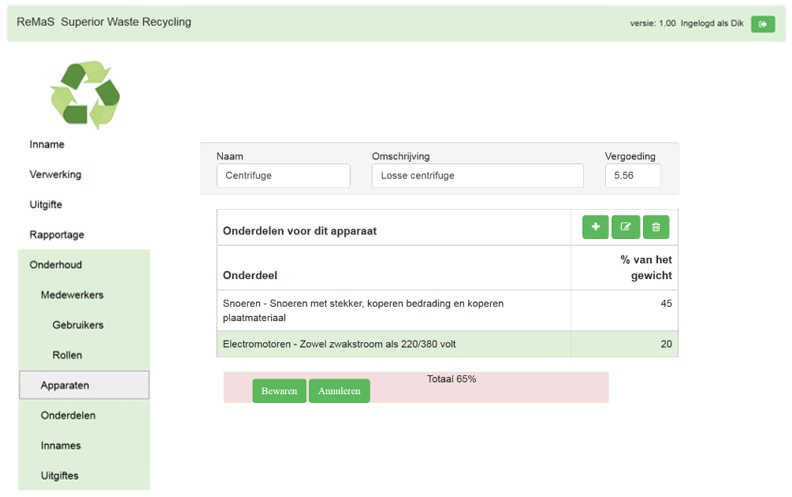 ReMaS  Superior Waste Recycling
versie: 1.00  Ingelogd als Dik
Inname
Verwerking
Uitgifte
Rapportage
Onderhoud
Medewerkers
Gebruikers
Rollen
Apparaten
Onderdelen
Innames
Uitgiftes
Naam
Omschrijving
Vergoeding
Centrifuge
Losse centrifuge
5.56
Onderdelen voor dit apparaat
Onderdeel
% van het
gewicht
Snoeren - Snoeren met stekker, koperen bedrading en koperen
plaatmateriaal
45
Electromotoren - Zowel zwakstroom als 220/380 volt
20
Totaal 65%
Bewaren
Annuleren